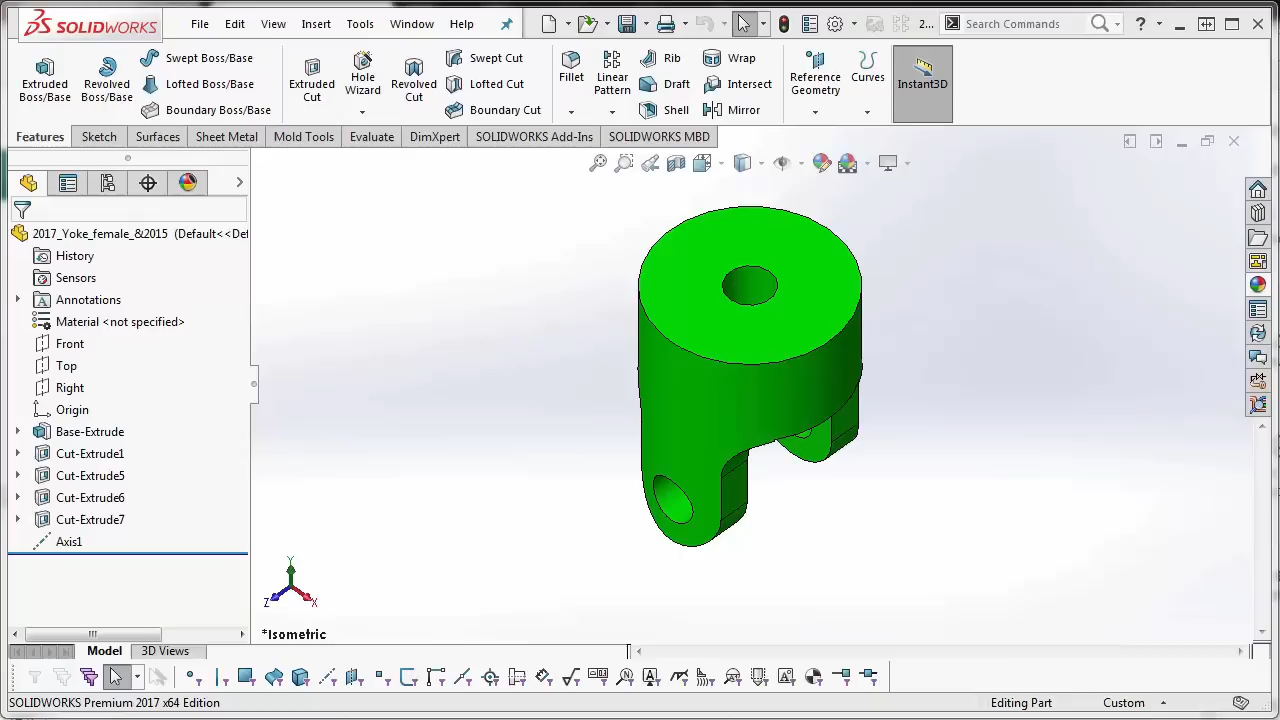 SOLIDWORKS File Edit View Insert Tools Window Help 2... Search Commands ?
Extruded Boss/Base Revolved Boss/Base Swept Boss/Base Lofted Boss/Base Boundary Boss/Base Extruded Cut Hole Wizard Revolved Cut Swept Cut Lofted Cut Boundary Cut Fillet Linear Pattern Rib Draft Shell Wrap Intersect Mirror Reference Geometry Curves Instant3D
Features Sketch Surfaces Sheet Metal Mold Tools Evaluate DimXpert SOLIDWORKS Add-Ins SOLIDWORKS MBD
2017_Yoke_female_&2015 (Default<<Def
History
Sensors
Annotations
Material <not specified>
Front
Top
Right
Origin
Base-Extrude
Cut-Extrude1
Cut-Extrude5
Cut-Extrude6
Cut-Extrude7
Axis1
Y
Z X
*Isometric
Model 3D Views
SOLIDWORKS Premium 2017 x64 Edition Editing Part Custom